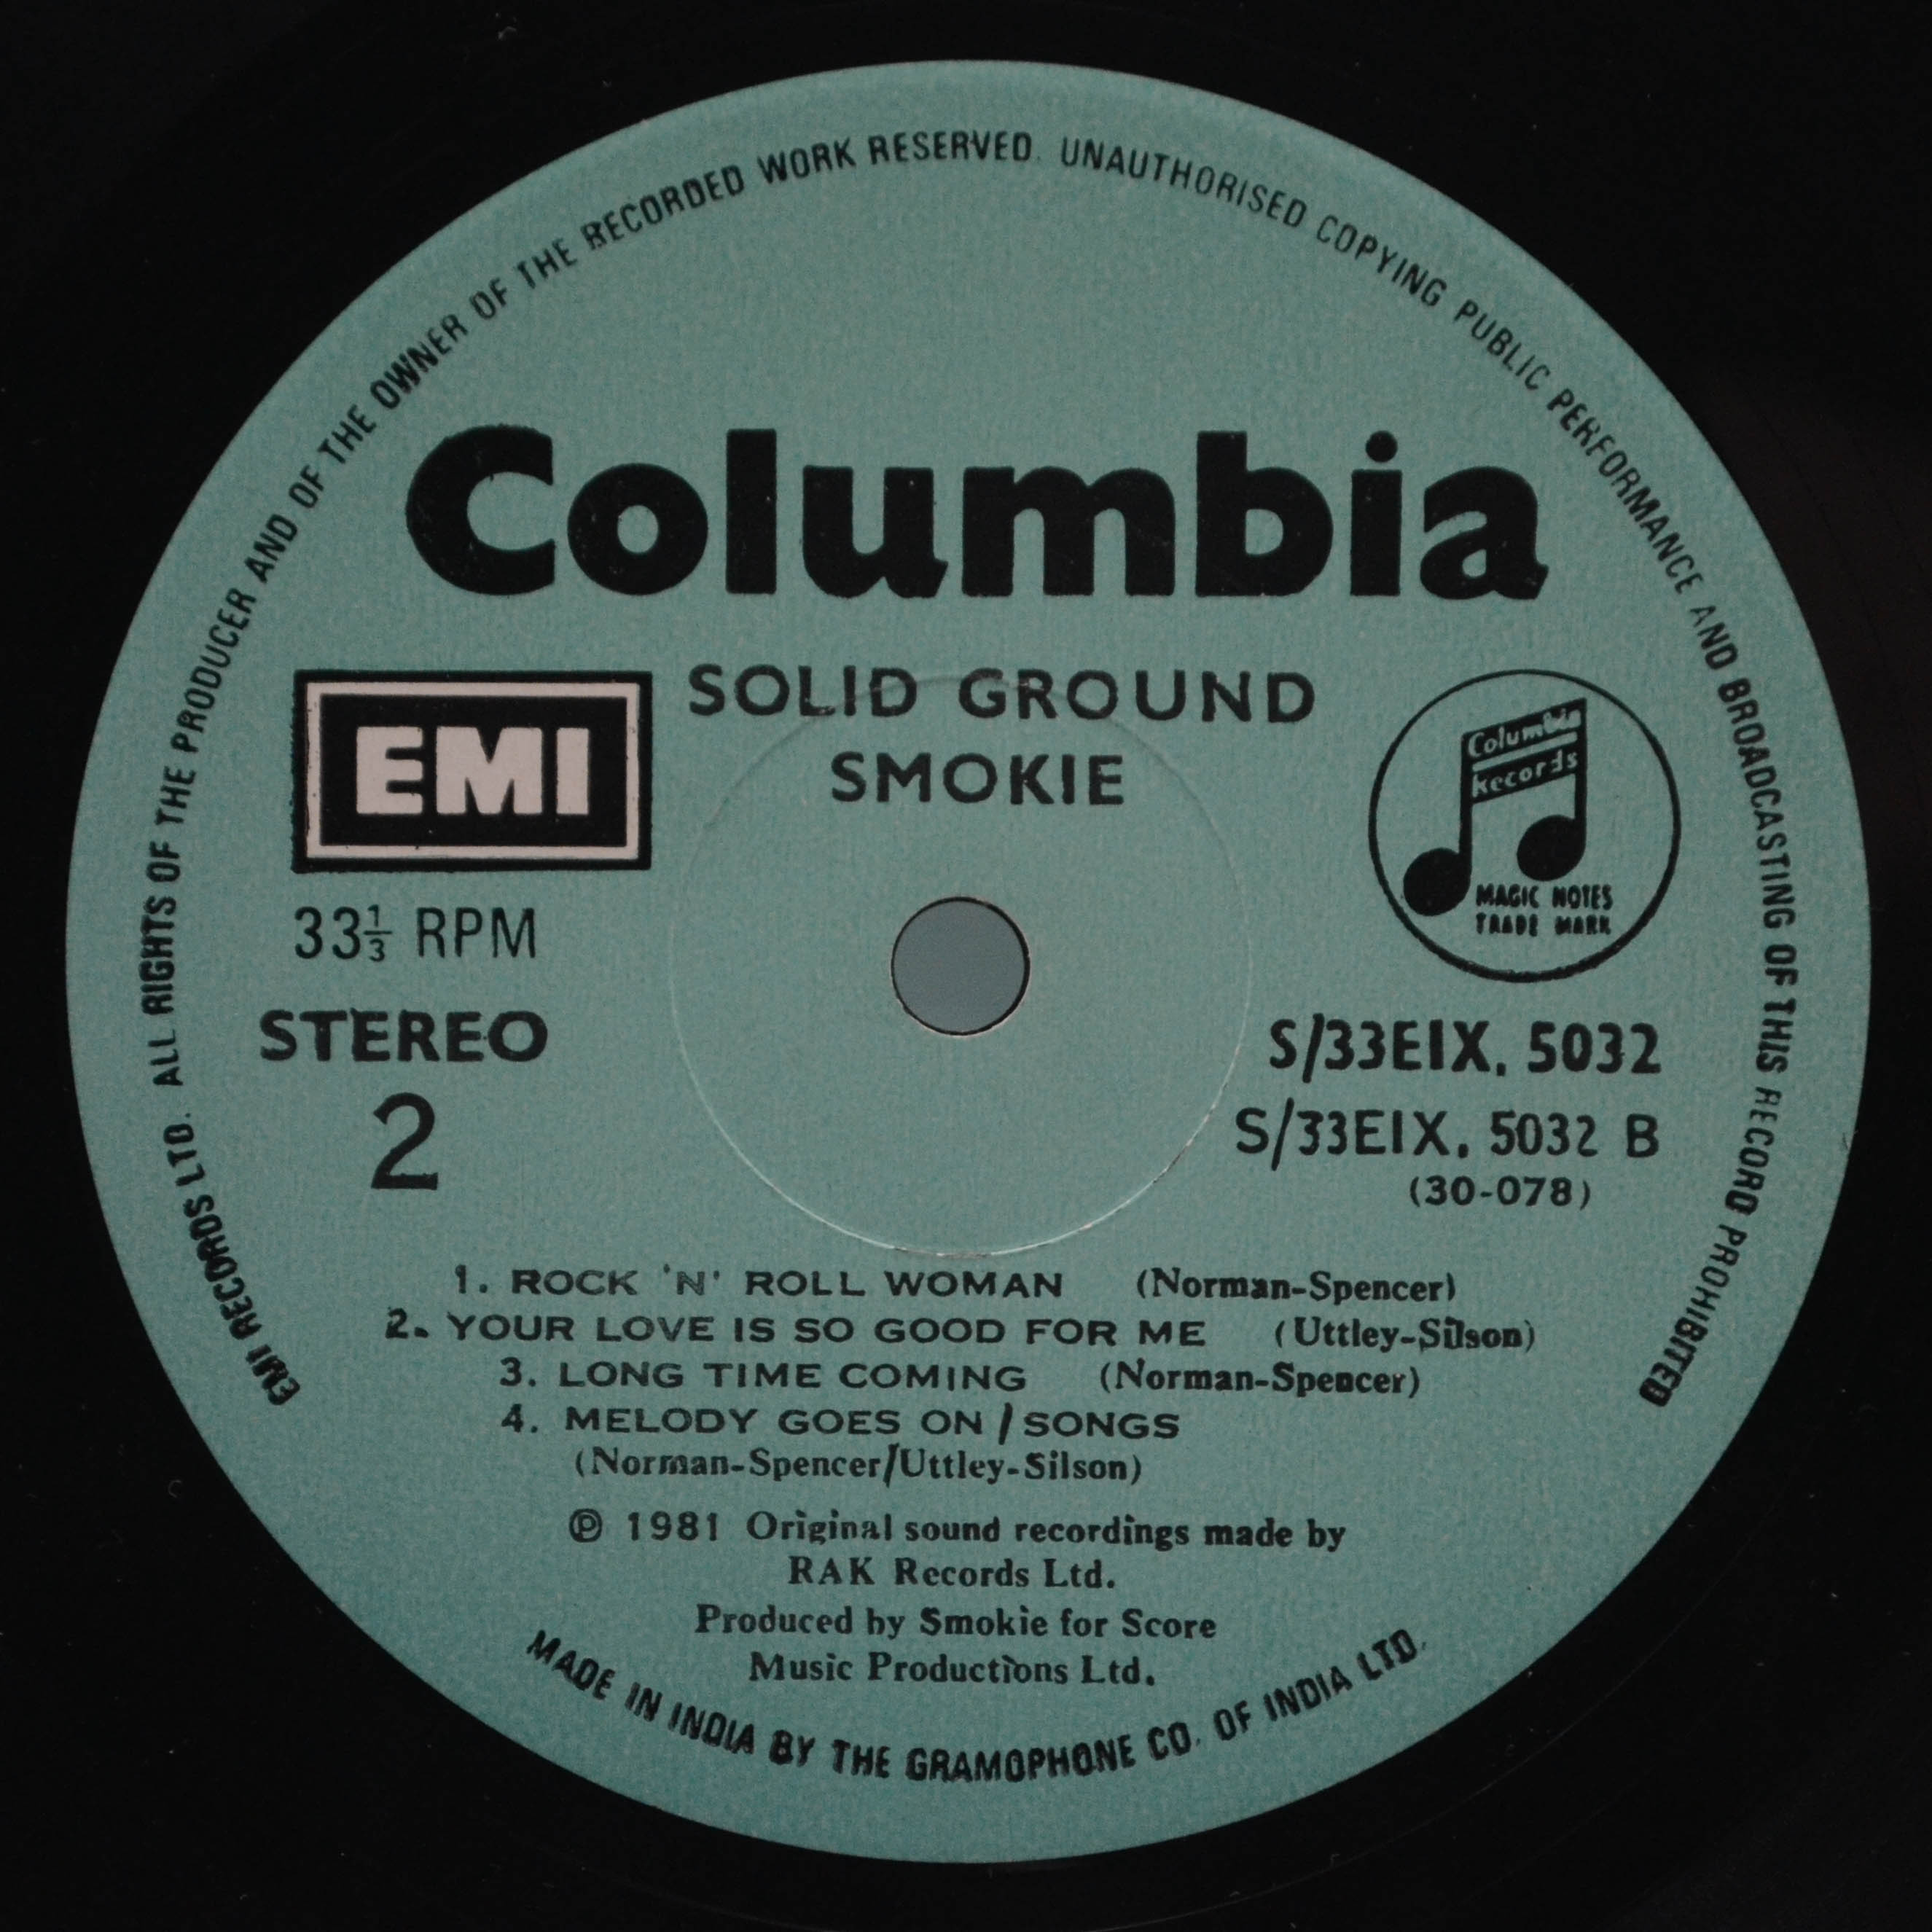 EMI RECORDS LTD. ALL RIGHTS OF THE PRODUCER AND OF THE OWNER OF THE RECORDED WORK RESERVED. UNAUTHORISED COPYING PUBLIC PERFORMANCE AND BROADCASTING OF THIS RECORD PROHIBITED
Columbia
SOLID GROUND
SMOKIE
EMI
Columbia
Records
MAGIC NOTES
TRADE MARK
33⅓ RPM
STEREO
2
S/33EIX. 5032
S/33EIX. 5032 B
(30-078)
1. ROCK 'N' ROLL WOMAN (Norman-Spencer)
2. YOUR LOVE IS SO GOOD FOR ME (Uttley-Silson)
3. LONG TIME COMING (Norman-Spencer)
4. MELODY GOES ON/SONGS
(Norman-Spencer/Uttley-Silson)
℗ 1981 Original sound recordings made by
RAK Records Ltd.
Produced by Smokie for Score
Music Productions Ltd.
MADE IN INDIA BY THE GRAMOPHONE CO. OF INDIA LTD.